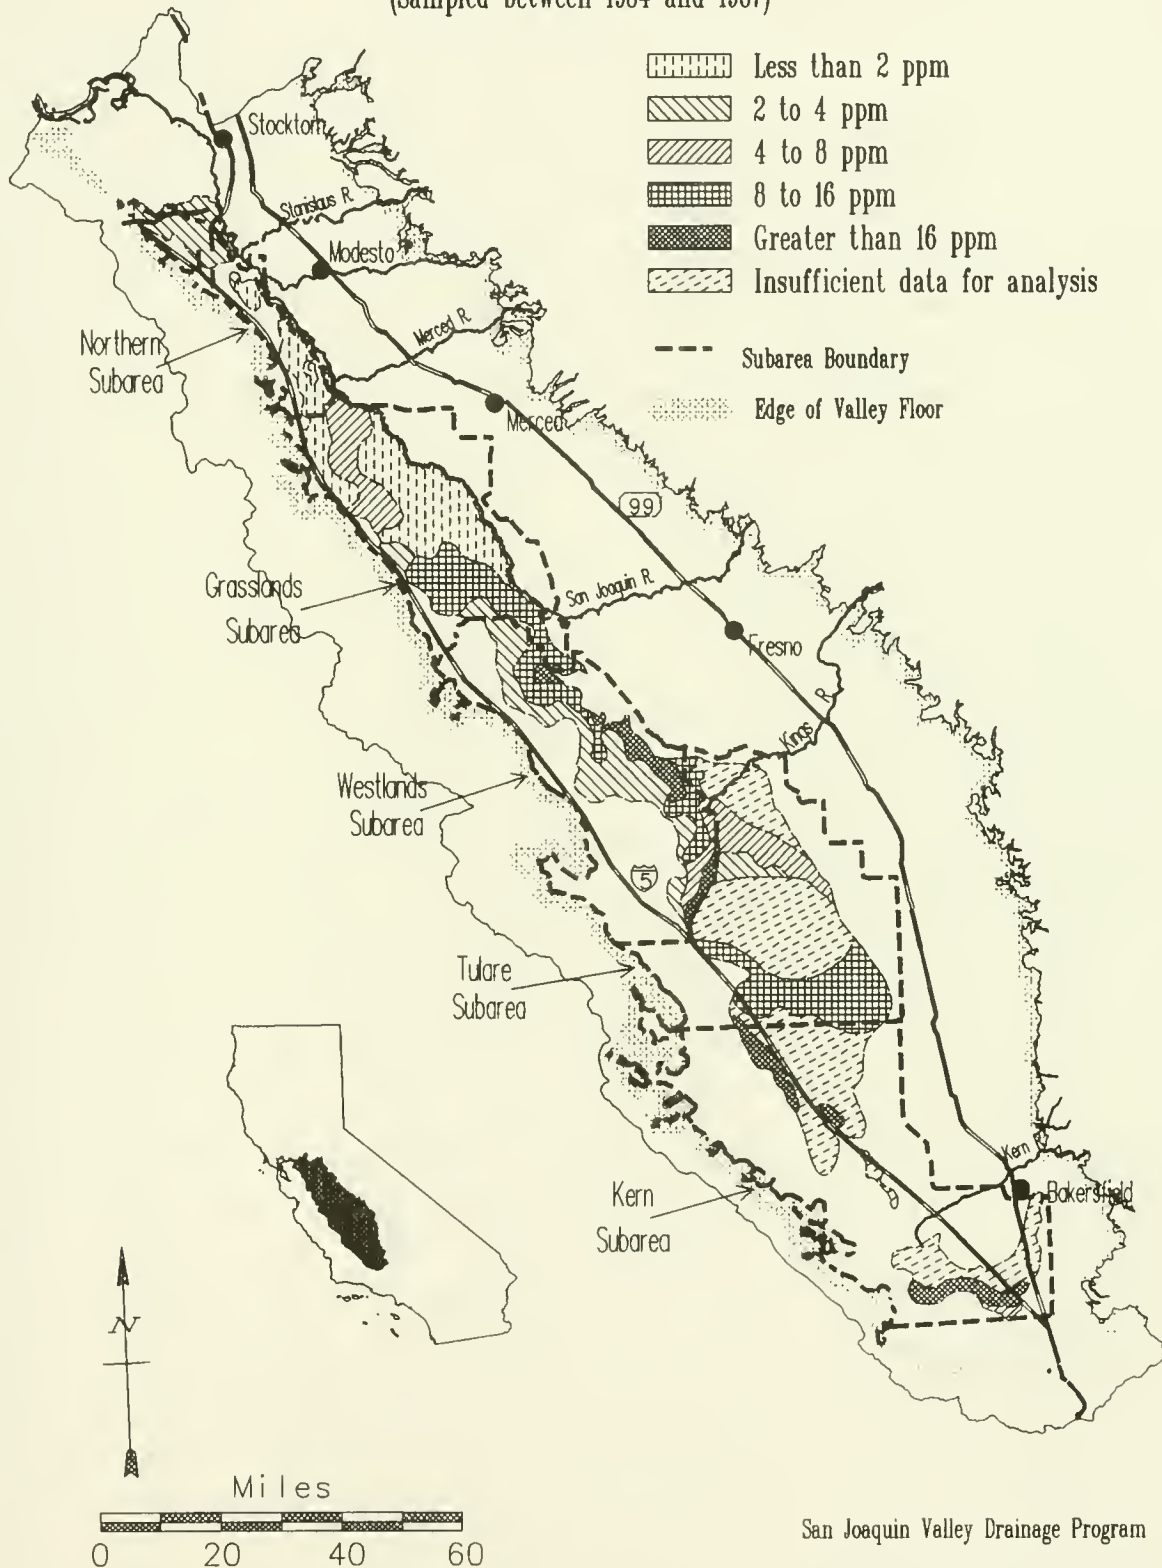 (Sampled between 1984 and 1987)
Less than 2 ppm
2 to 4 ppm
4 to 8 ppm
8 to 16 ppm
Greater than 16 ppm
Insufficient data for analysis
Subarea Boundary
Edge of Valley Floor
Stockton
Stanislaus R.
Modesto
Merced R.
Northern
Subarea
Merced
99
Grasslands
Subarea
San Joaquin R.
Fresno
Kings R.
Westlands
Subarea
5
Tulare
Subarea
Kern
Bakersfield
Kern
Subarea
N
Miles
0 20 40 60
San Joaquin Valley Drainage Program